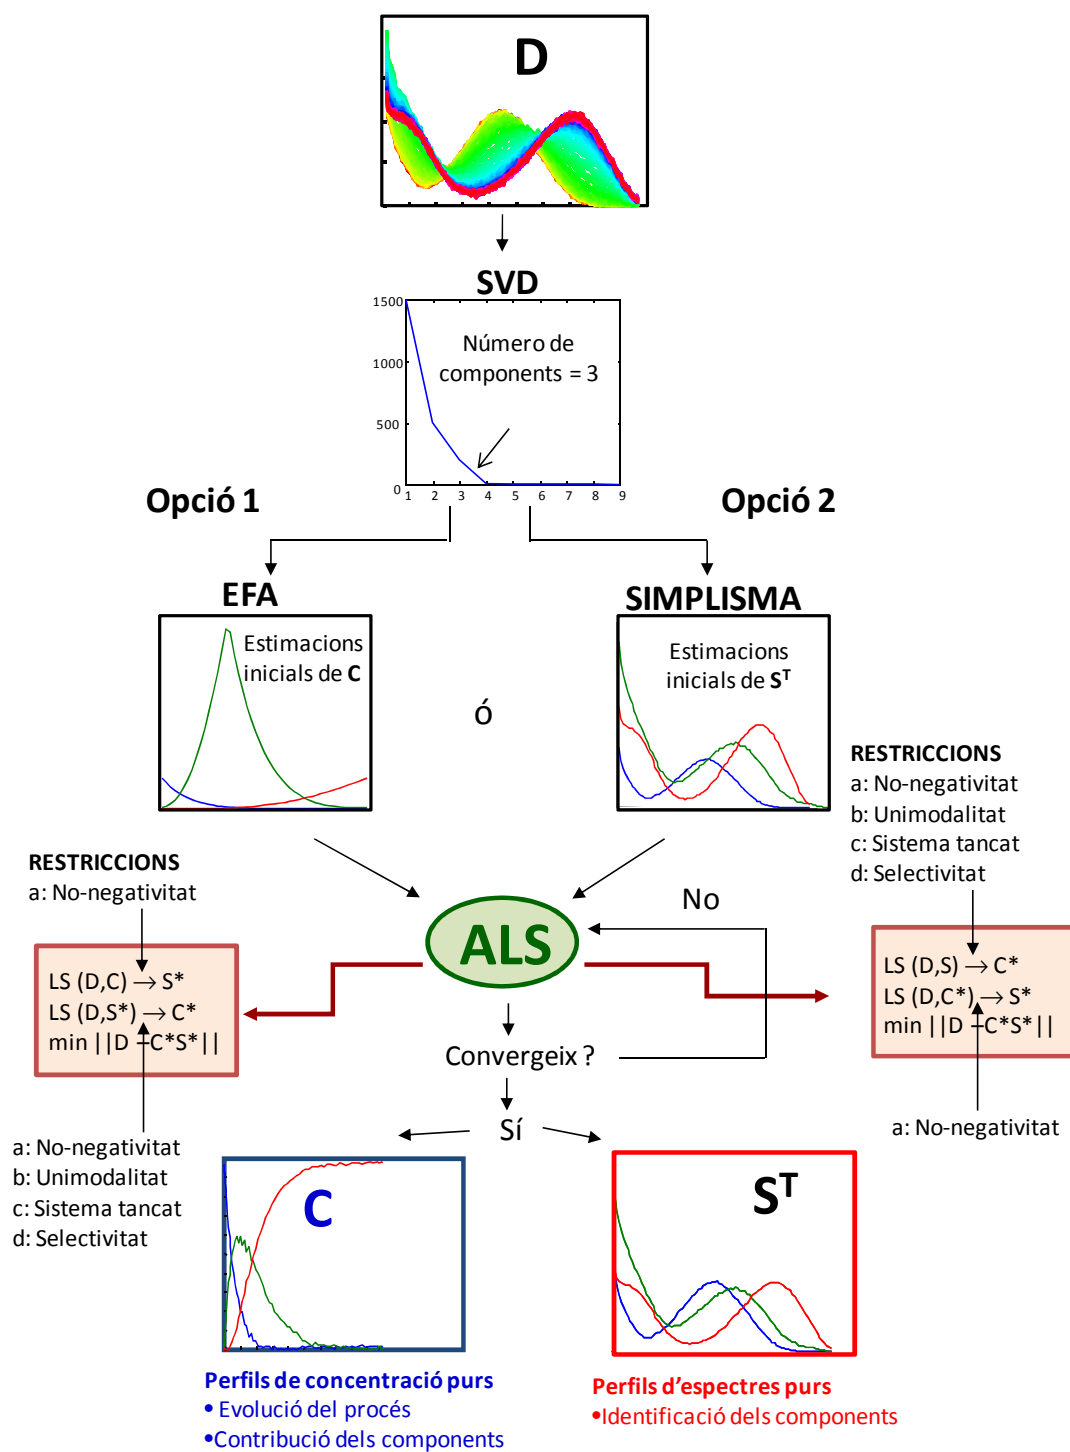 D
SVD
1500
1000
500
0
Número de
components = 3
1 2 3 4 5 6 7 8 9
Opció 1
Opció 2
EFA
Estimacions
inicials de C
ó
SIMPLISMA
Estimacions
inicials de Sᵀ
RESTRICCIONS
a: No-negativitat
b: Unimodalitat
c: Sistema tancat
d: Selectivitat
RESTRICCIONS
a: No-negativitat
ALS
No
LS (D,C) → S*
LS (D,S*) → C*
min ||D – C*S*||
LS (D,S) → C*
LS (D,C*) → S*
min ||D – C*S*||
Convergeix ?
Sí
a: No-negativitat
b: Unimodalitat
c: Sistema tancat
d: Selectivitat
a: No-negativitat
C
Sᵀ
Perfils de concentració purs
• Evolució del procés
•Contribució dels components
Perfils d’espectres purs
•Identificació dels components